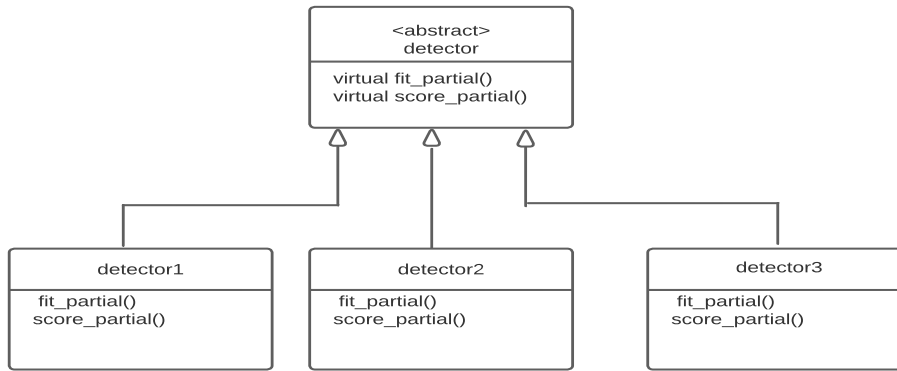 <abstract>
detector
virtual fit_partial()
virtual score_partial()
detector1
fit_partial()
score_partial()
detector2
fit_partial()
score_partial()
detector3
fit_partial()
score_partial()